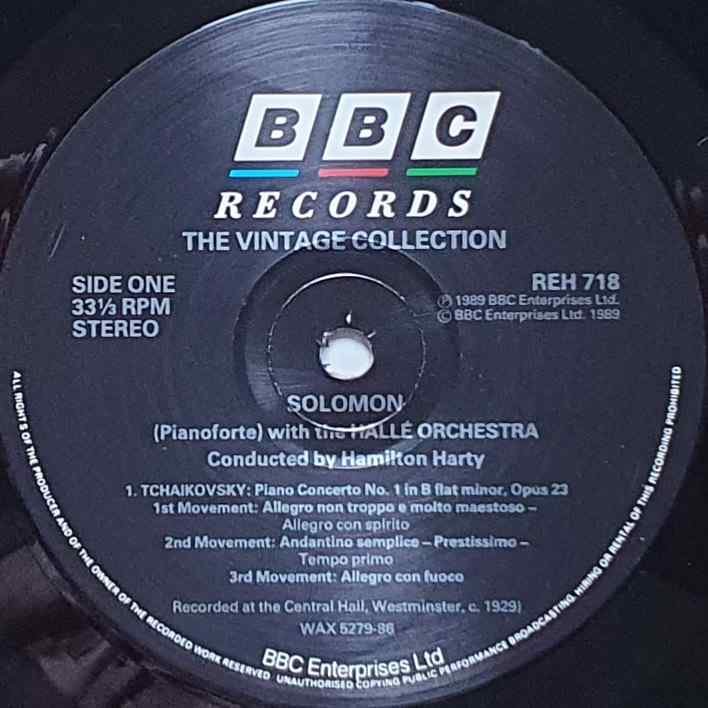 BBC
RECORDS
THE VINTAGE COLLECTION
SIDE ONE
33⅓ RPM
STEREO
REH 718
Ⓟ 1989 BBC Enterprises Ltd.
© BBC Enterprises Ltd. 1989
SOLOMON
(Pianoforte) with the HALLÉ ORCHESTRA
Conducted by Hamilton Harty
1. TCHAIKOVSKY: Piano Concerto No. 1 in B flat minor, Opus 23
1st Movement: Allegro non troppo e molto maestoso –
Allegro con spirito
2nd Movement: Andantino semplice – Prestissimo –
Tempo primo
3rd Movement: Allegro con fuoco
Recorded at the Central Hall, Westminster, c. 1929)
WAX 5279-86
BBC Enterprises Ltd
ALL RIGHTS OF THE PRODUCER AND OF THE OWNER OF THE RECORDED WORK RESERVED UNAUTHORISED COPYING PUBLIC PERFORMANCE BROADCASTING HIRING OR RENTAL OF THIS RECORDING PROHIBITED